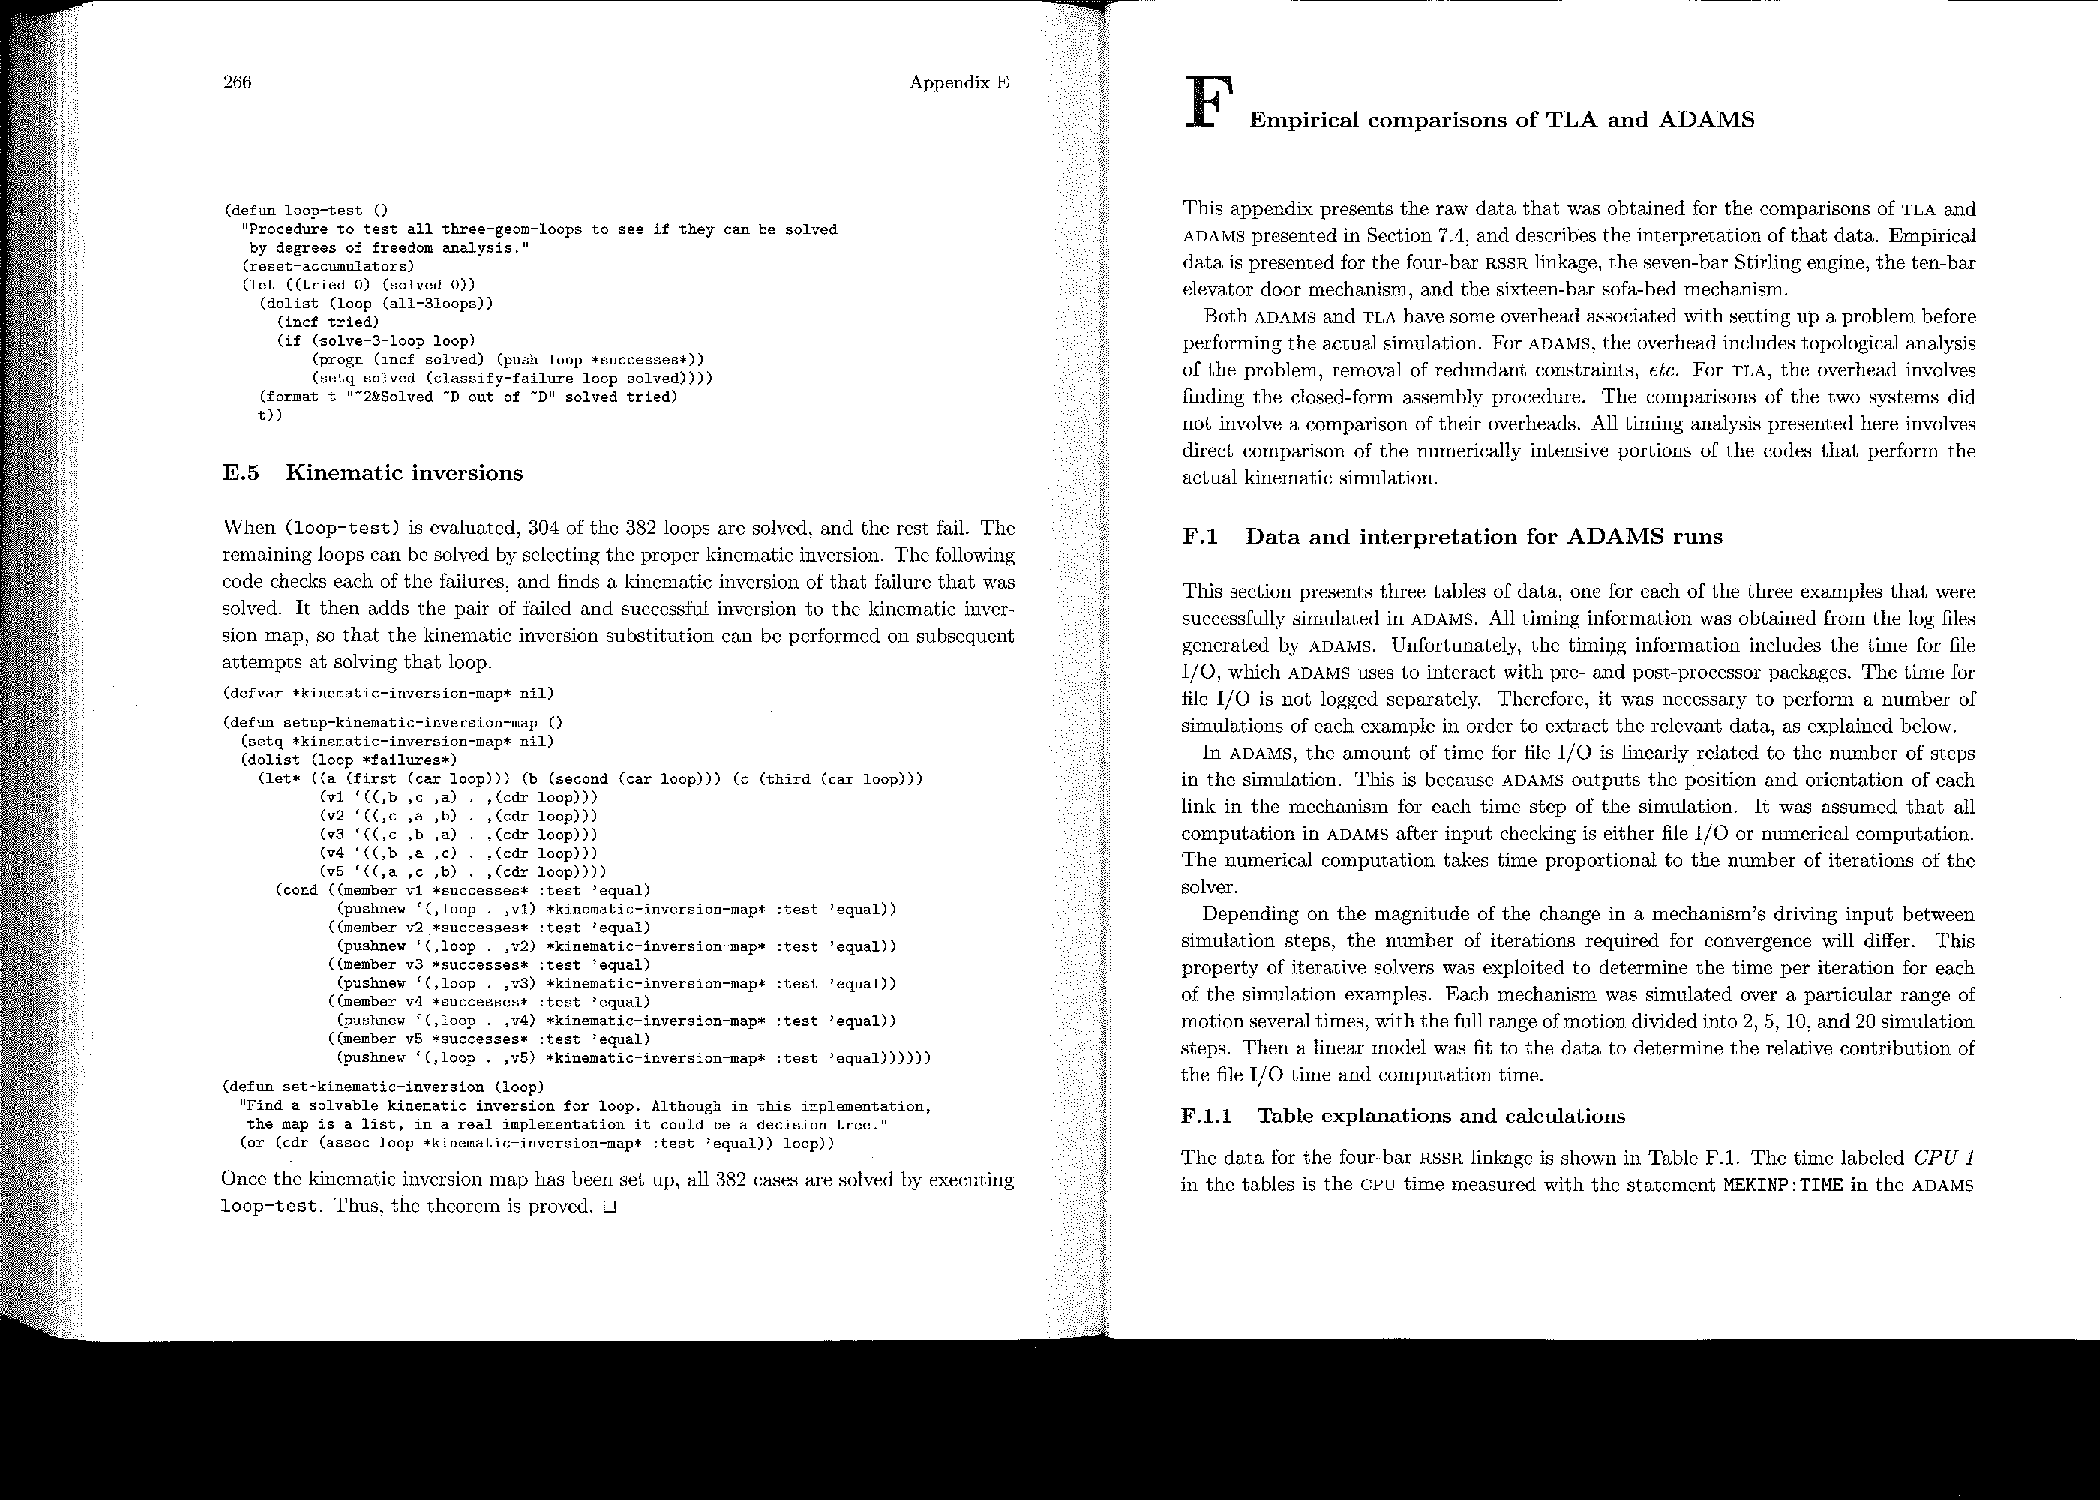 266
Appendix E
(defun loop-test ()
"Procedure to test all three-geom-loops to see if they can be solved
by degrees of freedom analysis."
(reset-accumulators)
(let ((tried 0) (solved 0))
(dolist (loop (all-3loops))
(incf tried)
(if (solve-3-loop loop)
(progn (incf solved) (push loop *successes*))
(setq solved (classify-failure loop solved))))
(format t "~2&Solved ~D out of ~D" solved tried)
t))
E.5 Kinematic inversions
When (loop-test) is evaluated, 304 of the 382 loops are solved, and the rest fail. The
remaining loops can be solved by selecting the proper kinematic inversion. The following
code checks each of the failures, and finds a kinematic inversion of that failure that was
solved. It then adds the pair of failed and successful inversion to the kinematic inver-
sion map, so that the kinematic inversion substitution can be performed on subsequent
attempts at solving that loop.
(defvar *kinematic-inversion-map* nil)
(defun setup-kinematic-inversion-map ()
(setq *kinematic-inversion-map* nil)
(dolist (loop *failures*)
(let* ((a (first (car loop))) (b (second (car loop))) (c (third (car loop)))
(v1 `((,b ,c ,a) . ,(cdr loop)))
(v2 `((,c ,a ,b) . ,(cdr loop)))
(v3 `((,c ,b ,a) . ,(cdr loop)))
(v4 `((,b ,a ,c) . ,(cdr loop)))
(v5 `((,a ,c ,b) . ,(cdr loop))))
(cond ((member v1 *successes* :test 'equal)
(pushnew `(,loop . ,v1) *kinematic-inversion-map* :test 'equal))
((member v2 *successes* :test 'equal)
(pushnew `(,loop . ,v2) *kinematic-inversion-map* :test 'equal))
((member v3 *successes* :test 'equal)
(pushnew `(,loop . ,v3) *kinematic-inversion-map* :test 'equal))
((member v4 *successes* :test 'equal)
(pushnew `(,loop . ,v4) *kinematic-inversion-map* :test 'equal))
((member v5 *successes* :test 'equal)
(pushnew `(,loop . ,v5) *kinematic-inversion-map* :test 'equal))))))
(defun set-kinematic-inversion (loop)
"Find a solvable kinematic inversion for loop. Although in this implementation,
the map is a list, in a real implementation it could be a decision tree."
(or (cdr (assoc loop *kinematic-inversion-map* :test 'equal)) loop))
Once the kinematic inversion map has been set up, all 382 cases are solved by executing
loop-test. Thus, the theorem is proved. □
F Empirical comparisons of TLA and ADAMS
This appendix presents the raw data that was obtained for the comparisons of TLA and
ADAMS presented in Section 7.4, and describes the interpretation of that data. Empirical
data is presented for the four-bar RSSR linkage, the seven-bar Stirling engine, the ten-bar
elevator door mechanism, and the sixteen-bar sofa-bed mechanism.
Both ADAMS and TLA have some overhead associated with setting up a problem before
performing the actual simulation. For ADAMS, the overhead includes topological analysis
of the problem, removal of redundant constraints, etc. For TLA, the overhead involves
finding the closed-form assembly procedure. The comparisons of the two systems did
not involve a comparison of their overheads. All timing analysis presented here involves
direct comparison of the numerically intensive portions of the codes that perform the
actual kinematic simulation.
F.1 Data and interpretation for ADAMS runs
This section presents three tables of data, one for each of the three examples that were
successfully simulated in ADAMS. All timing information was obtained from the log files
generated by ADAMS. Unfortunately, the timing information includes the time for file
I/O, which ADAMS uses to interact with pre- and post-processor packages. The time for
file I/O is not logged separately. Therefore, it was necessary to perform a number of
simulations of each example in order to extract the relevant data, as explained below.
In ADAMS, the amount of time for file I/O is linearly related to the number of steps
in the simulation. This is because ADAMS outputs the position and orientation of each
link in the mechanism for each time step of the simulation. It was assumed that all
computation in ADAMS after input checking is either file I/O or numerical computation.
The numerical computation takes time proportional to the number of iterations of the
solver.
Depending on the magnitude of the change in a mechanism's driving input between
simulation steps, the number of iterations required for convergence will differ. This
property of iterative solvers was exploited to determine the time per iteration for each
of the simulation examples. Each mechanism was simulated over a particular range of
motion several times, with the full range of motion divided into 2, 5, 10, and 20 simulation
steps. Then a linear model was fit to the data to determine the relative contribution of
the file I/O time and computation time.
F.1.1 Table explanations and calculations
The data for the four-bar RSSR linkage is shown in Table F.1. The time labeled CPU 1
in the tables is the CPU time measured with the statement MEKINP:TIME in the ADAMS